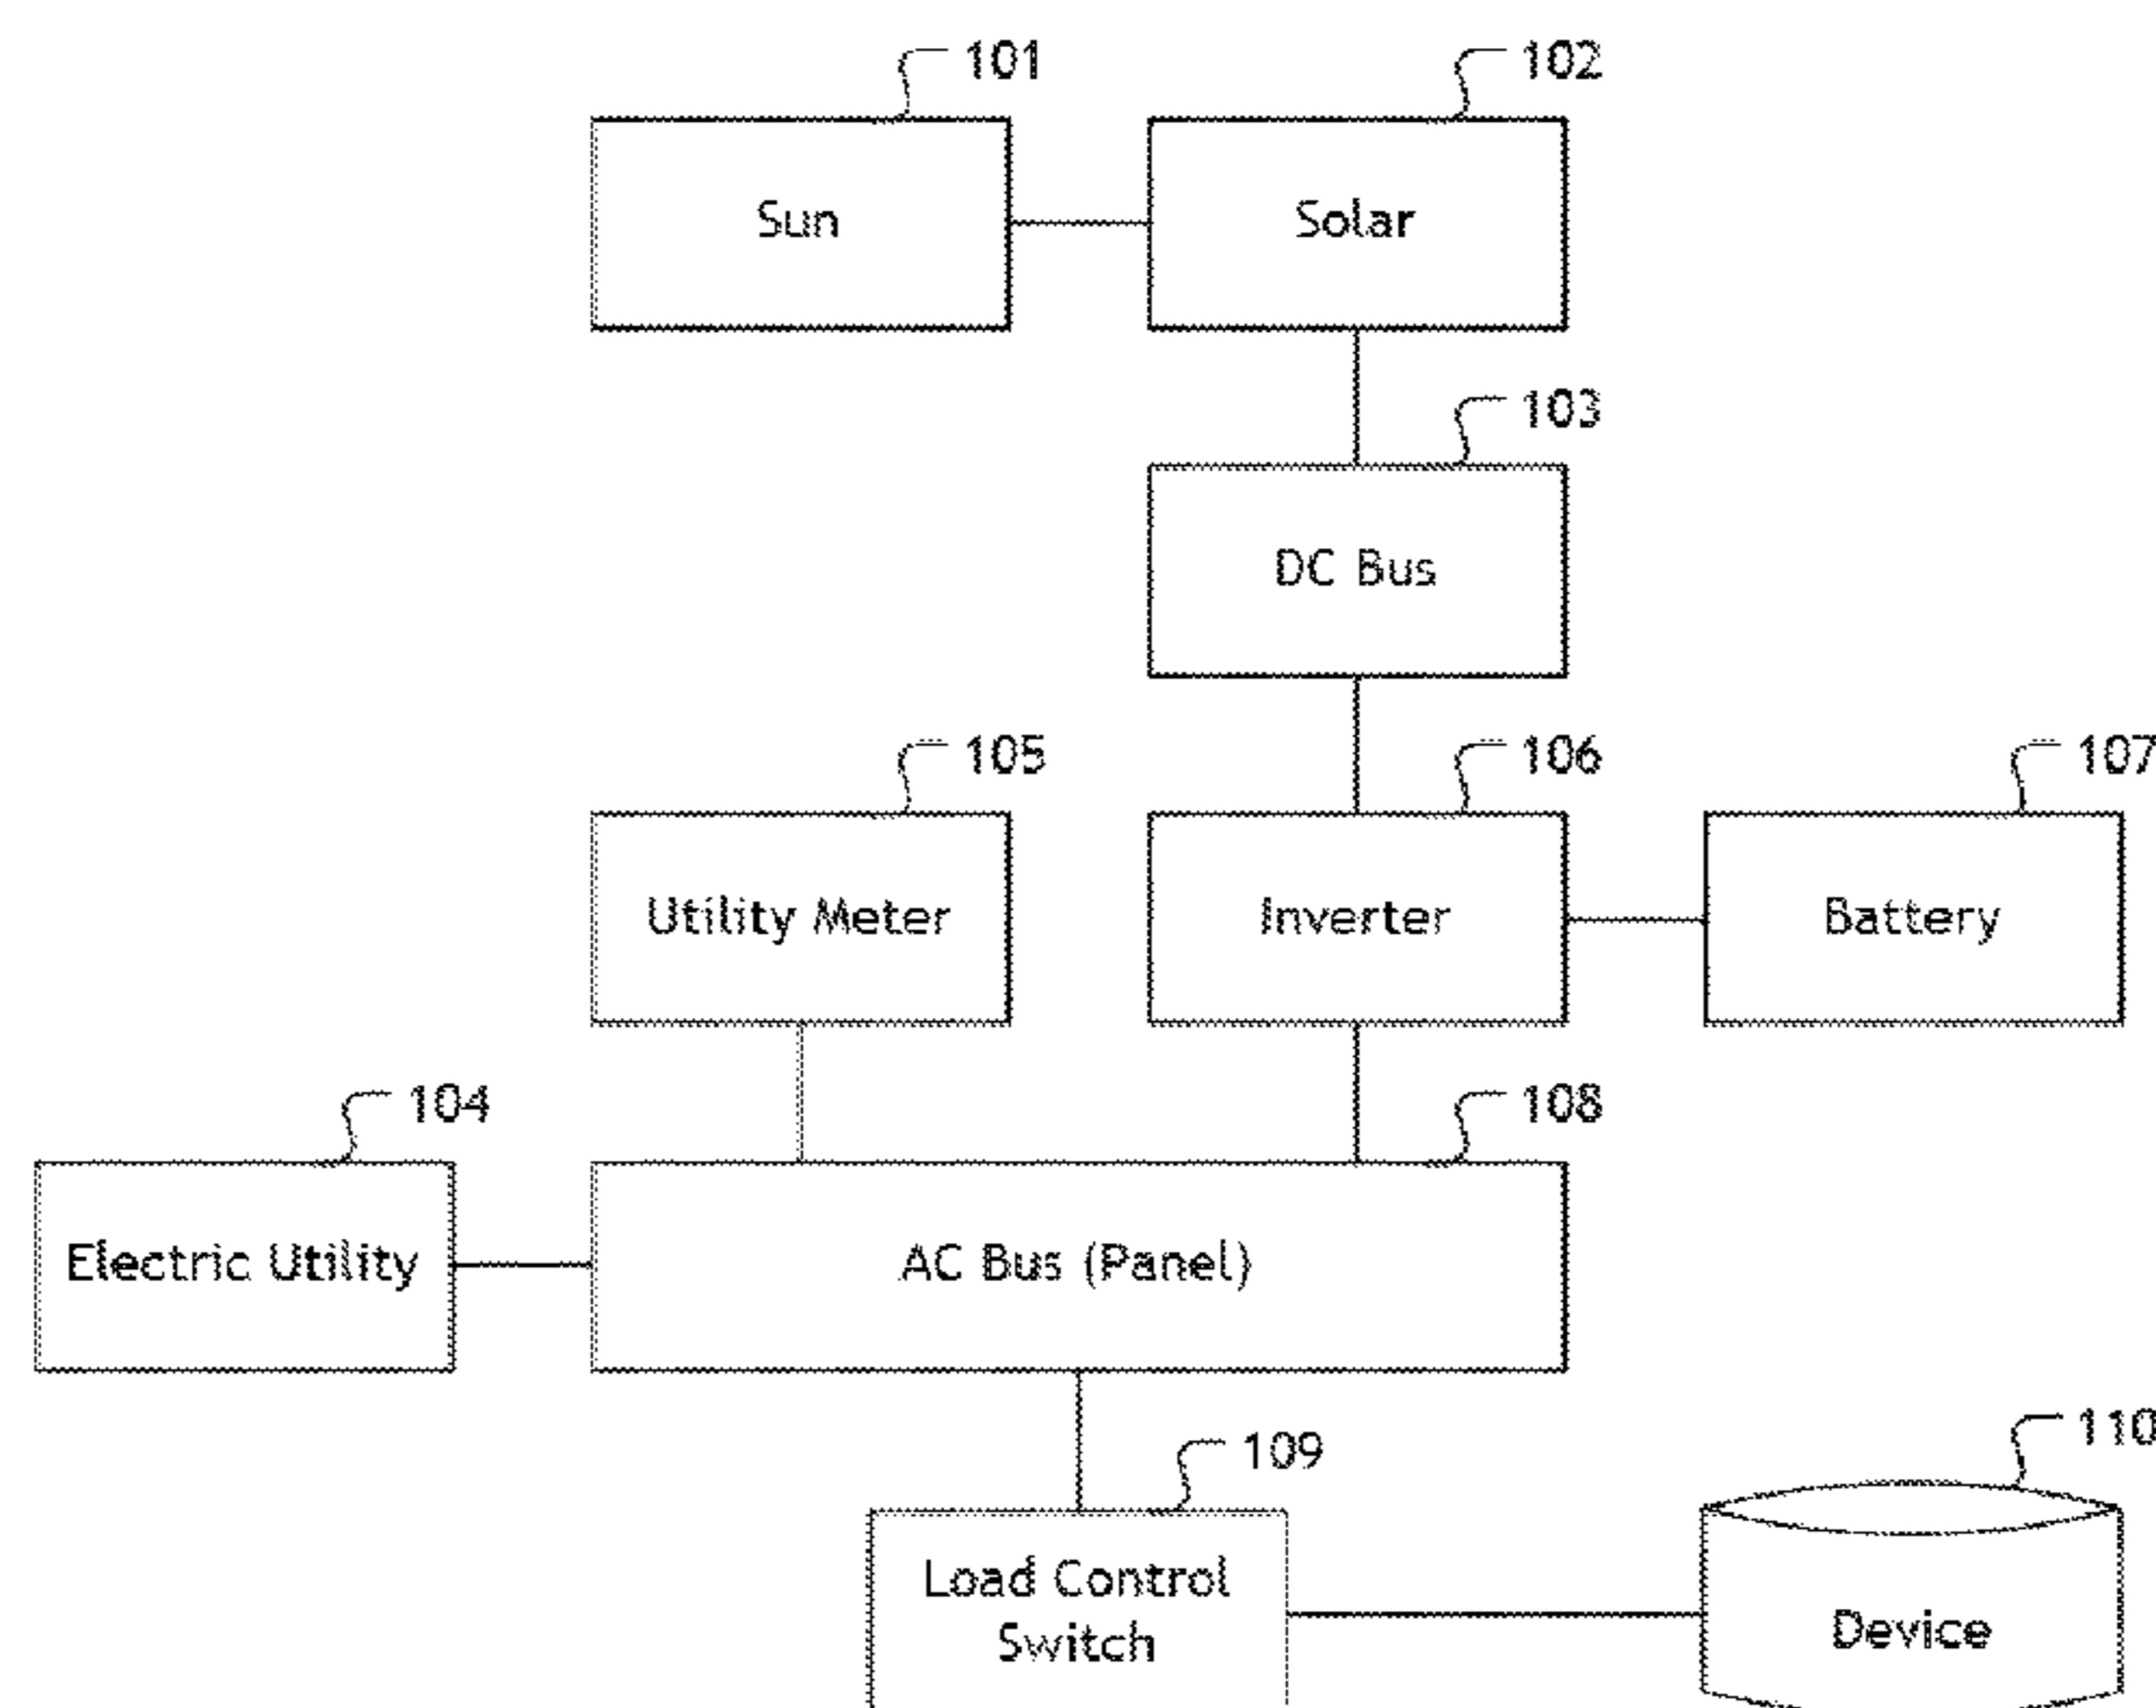 101
102
Sun
Solar
103
DC Bus
105
106
107
Utility Meter
Inverter
Battery
104
108
Electric Utility
AC Bus (Panel)
109
110
Load Control
Switch
Device